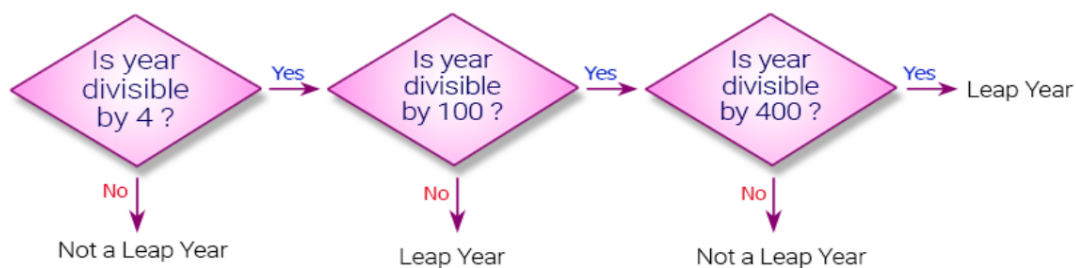 Is year
divisible
by 4 ?
Yes
Is year
divisible
by 100 ?
Yes
Is year
divisible
by 400 ?
Yes
Leap Year
No
No
No
Not a Leap Year
Leap Year
Not a Leap Year